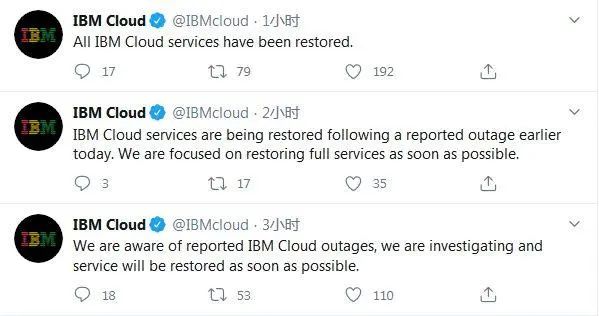 IBM
IBM Cloud @IBMcloud · 1小时
All IBM Cloud services have been restored.
17 79 192
IBM
IBM Cloud @IBMcloud · 2小时
IBM Cloud services are being restored following a reported outage earlier
today. We are focused on restoring full services as soon as possible.
3 17 35
IBM
IBM Cloud @IBMcloud · 3小时
We are aware of reported IBM Cloud outages, we are investigating and
service will be restored as soon as possible.
18 53 110